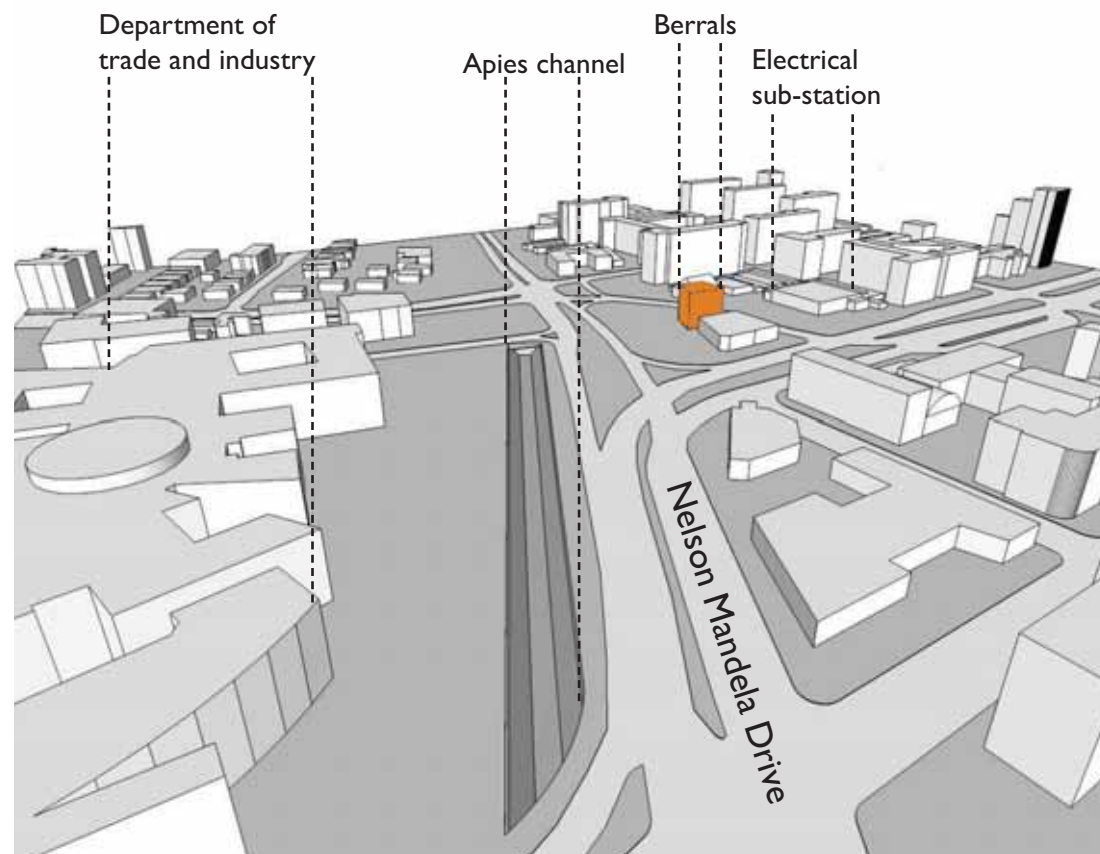 Department of
trade and industry
Apies channel
Berrals
Electrical
sub-station
Nelson Mandela Drive